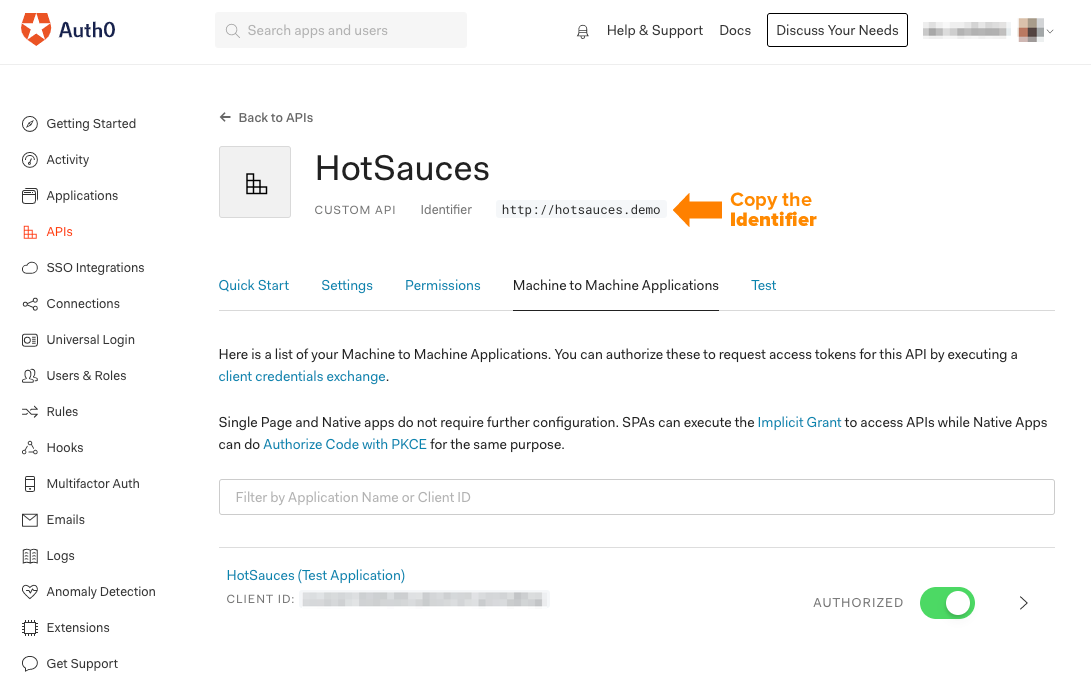 Auth0
Search apps and users
Help & Support
Docs
Discuss Your Needs
Getting Started
Activity
Applications
APIs
SSO Integrations
Connections
Universal Login
Users & Roles
Rules
Hooks
Multifactor Auth
Emails
Logs
Anomaly Detection
Extensions
Get Support
Back to APIs
HotSauces
CUSTOM API Identifier http://hotsauces.demo
Copy the
Identifier
Quick Start Settings Permissions Machine to Machine Applications Test
Here is a list of your Machine to Machine Applications. You can authorize these to request access tokens for this API by executing a
client credentials exchange.
Single Page and Native apps do not require further configuration. SPAs can execute the Implicit Grant to access APIs while Native Apps
can do Authorize Code with PKCE for the same purpose.
Filter by Application Name or Client ID
HotSauces (Test Application)
CLIENT ID:
AUTHORIZED